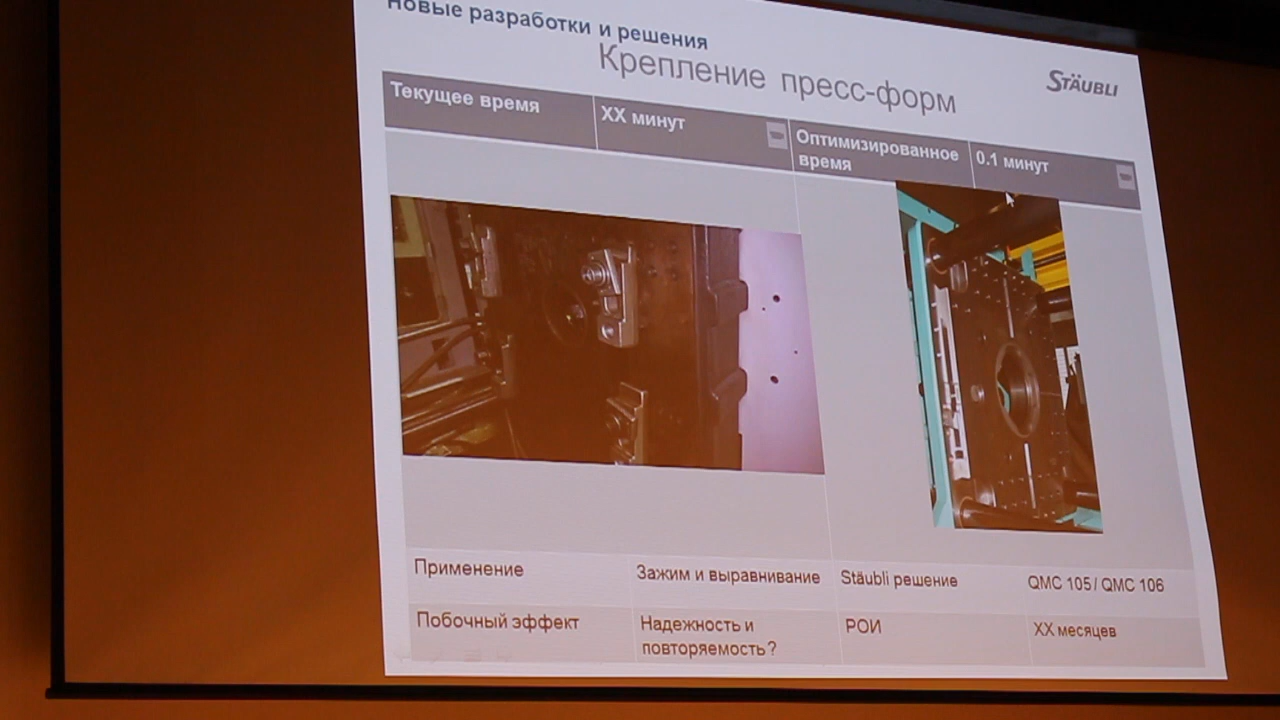 Новые разработки и решения
Крепление пресс-форм
STÄUBLI
Текущее время
XX минут
Оптимизированное
время
0.1 минут
Применение
Зажим и выравнивание
Stäubli решение
QMC 105 / QMC 106
Побочный эффект
Надежность и
повторяемость?
РОИ
XX месяцев